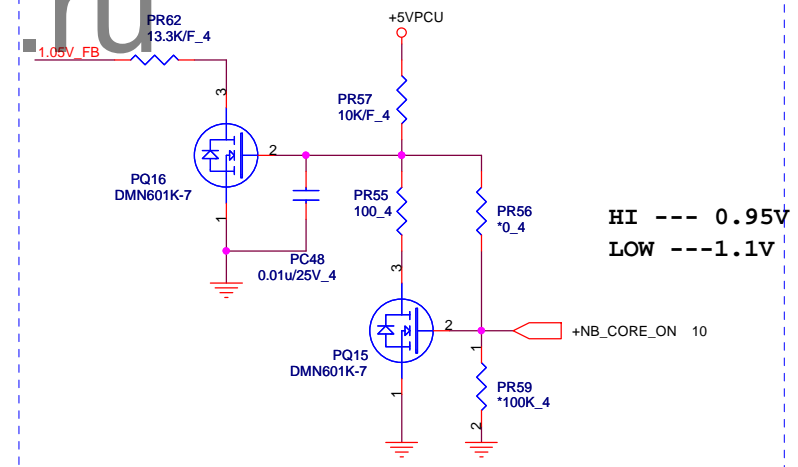 .ru
PR62
13.3K/F_4
1.05V_FB
+5VPCU
3
PR57
10K/F_4
2
PQ16
DMN601K-7
PR55
100_4
PR56
*0_4
HI --- 0.95V
LOW ---1.1V
1
PC48
0.01u/25V_4
3
2
+NB_CORE_ON 10
PQ15
DMN601K-7
1
1
PR59
*100K_4
2